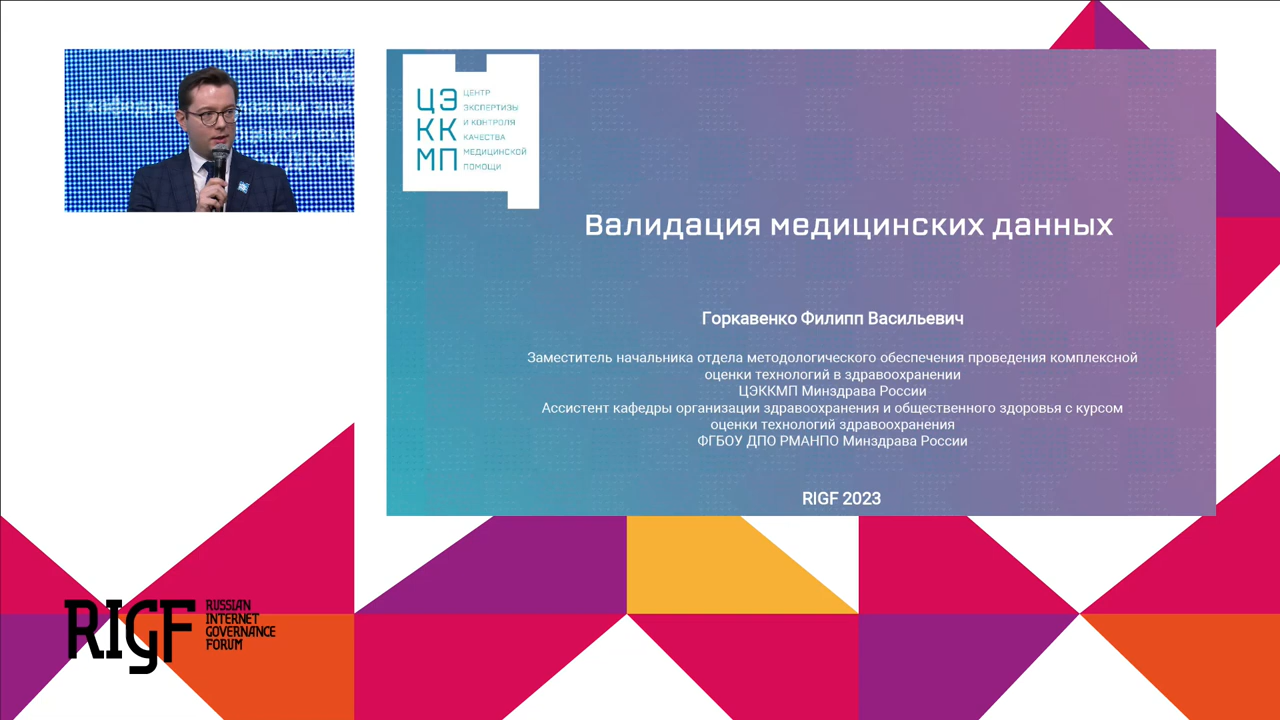 ЦЭККМ
КАФЕДРЫ
ЦЭ
КК
МП
ЦЕНТР
ЭКСПЕРТИЗЫ
И КОНТРОЛЯ
КАЧЕСТВА
МЕДИЦИНСКОЙ
ПОМОЩИ
Валидация медицинских данных
Горкавенко Филипп Васильевич
Заместитель начальника отдела методологического обеспечения проведения комплексной
оценки технологий в здравоохранении
ЦЭККМП Минздрава России
Ассистент кафедры организации здравоохранения и общественного здоровья с курсом
оценки технологий здравоохранения
ФГБОУ ДПО РМАНПО Минздрава России
RIGF 2023
RIGF
RUSSIAN
INTERNET
GOVERNANCE
FORUM